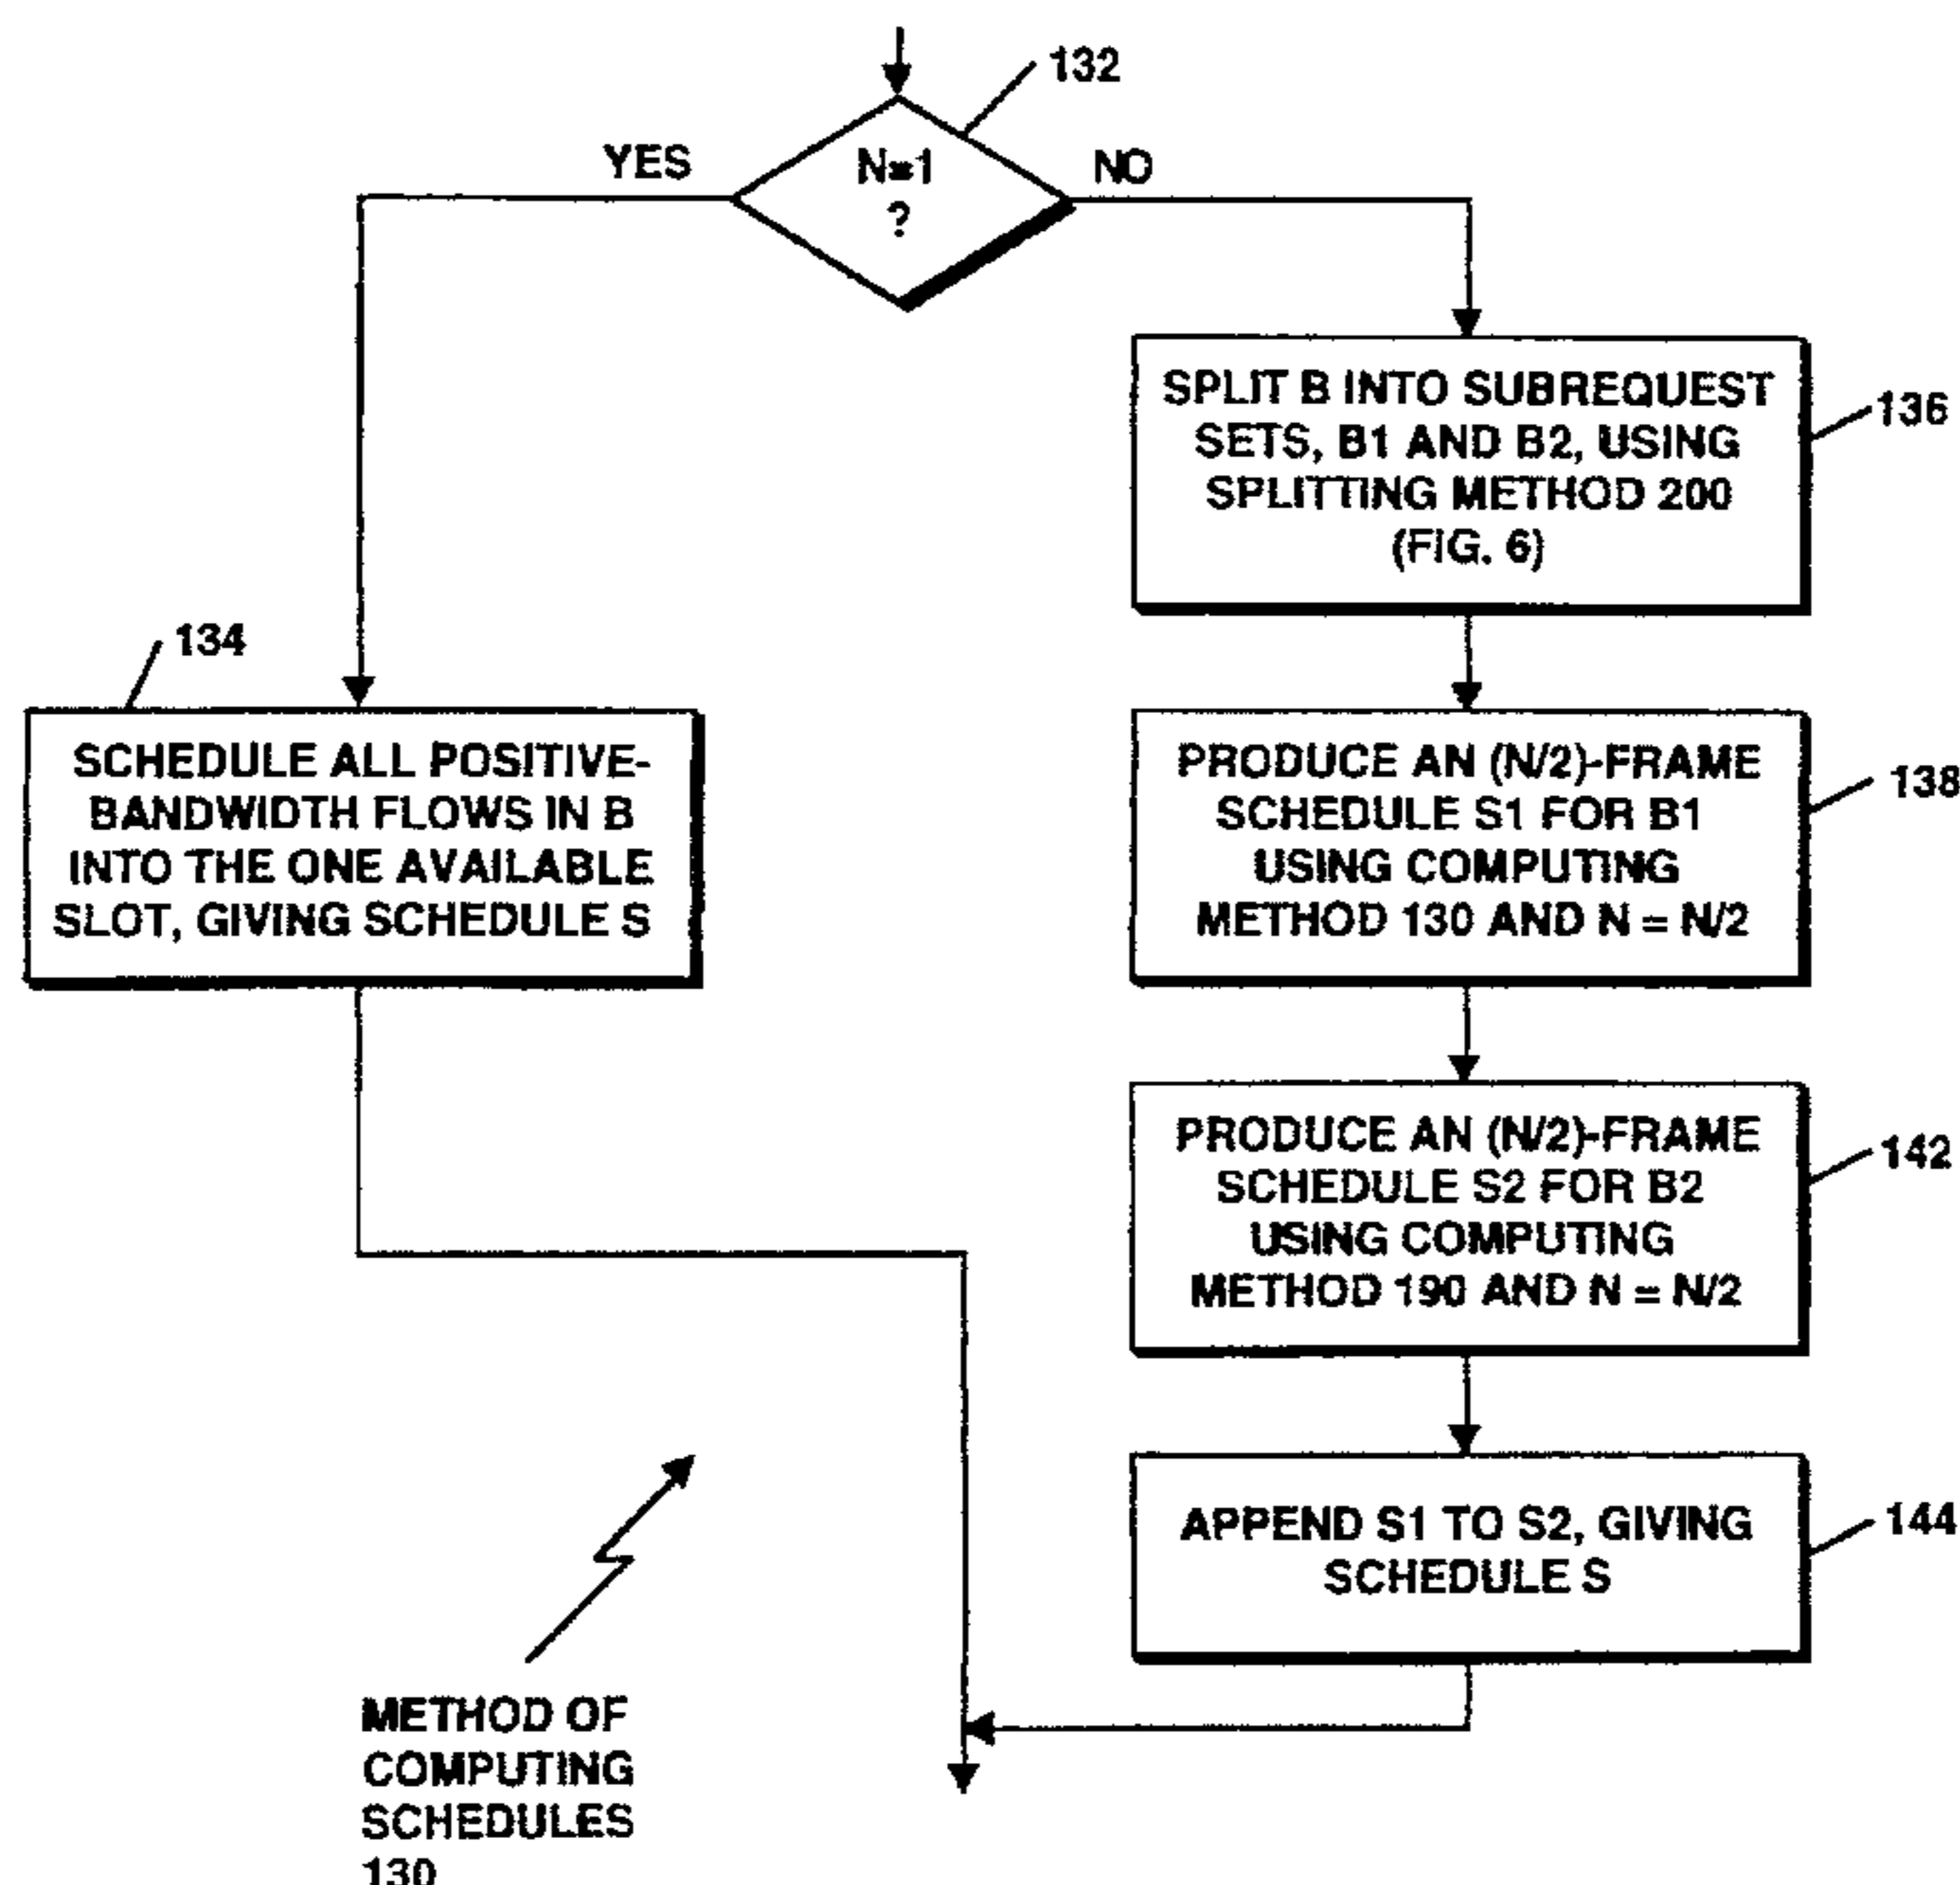 132
YES
N=1
?
NO
SPLIT B INTO SUBREQUEST
SETS, B1 AND B2, USING
SPLITTING METHOD 200
(FIG. 6)
136
134
SCHEDULE ALL POSITIVE-
BANDWIDTH FLOWS IN B
INTO THE ONE AVAILABLE
SLOT, GIVING SCHEDULE S
PRODUCE AN (N/2)-FRAME
SCHEDULE S1 FOR B1
USING COMPUTING
METHOD 130 AND N = N/2
138
PRODUCE AN (N/2)-FRAME
SCHEDULE S2 FOR B2
USING COMPUTING
METHOD 190 AND N = N/2
142
APPEND S1 TO S2, GIVING
SCHEDULE S
144
METHOD OF
COMPUTING
SCHEDULES
130